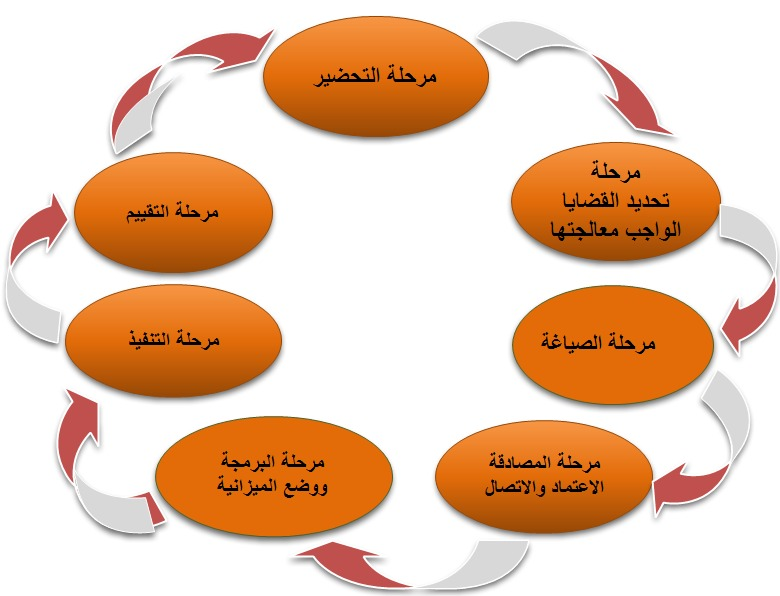 مرحلة التحضير
مرحلة
تحديد القضايا
الواجب معالجتها
مرحلة الصياغة
مرحلة المصادقة
الاعتماد والاتصال
مرحلة البرمجة
ووضع الميزانية
مرحلة التنفيذ
مرحلة التقييم